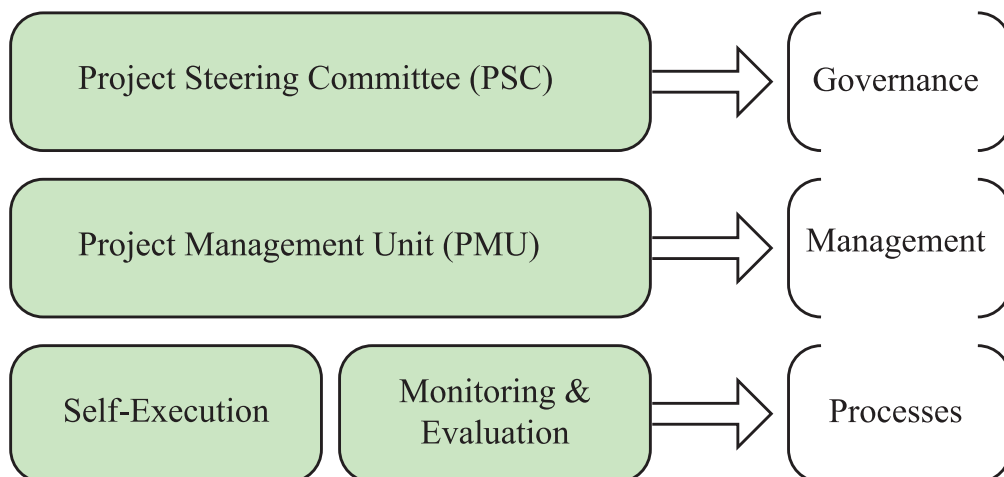 Project Steering Committee (PSC)
Governance
Project Management Unit (PMU)
Management
Self-Execution
Monitoring &
Evaluation
Processes